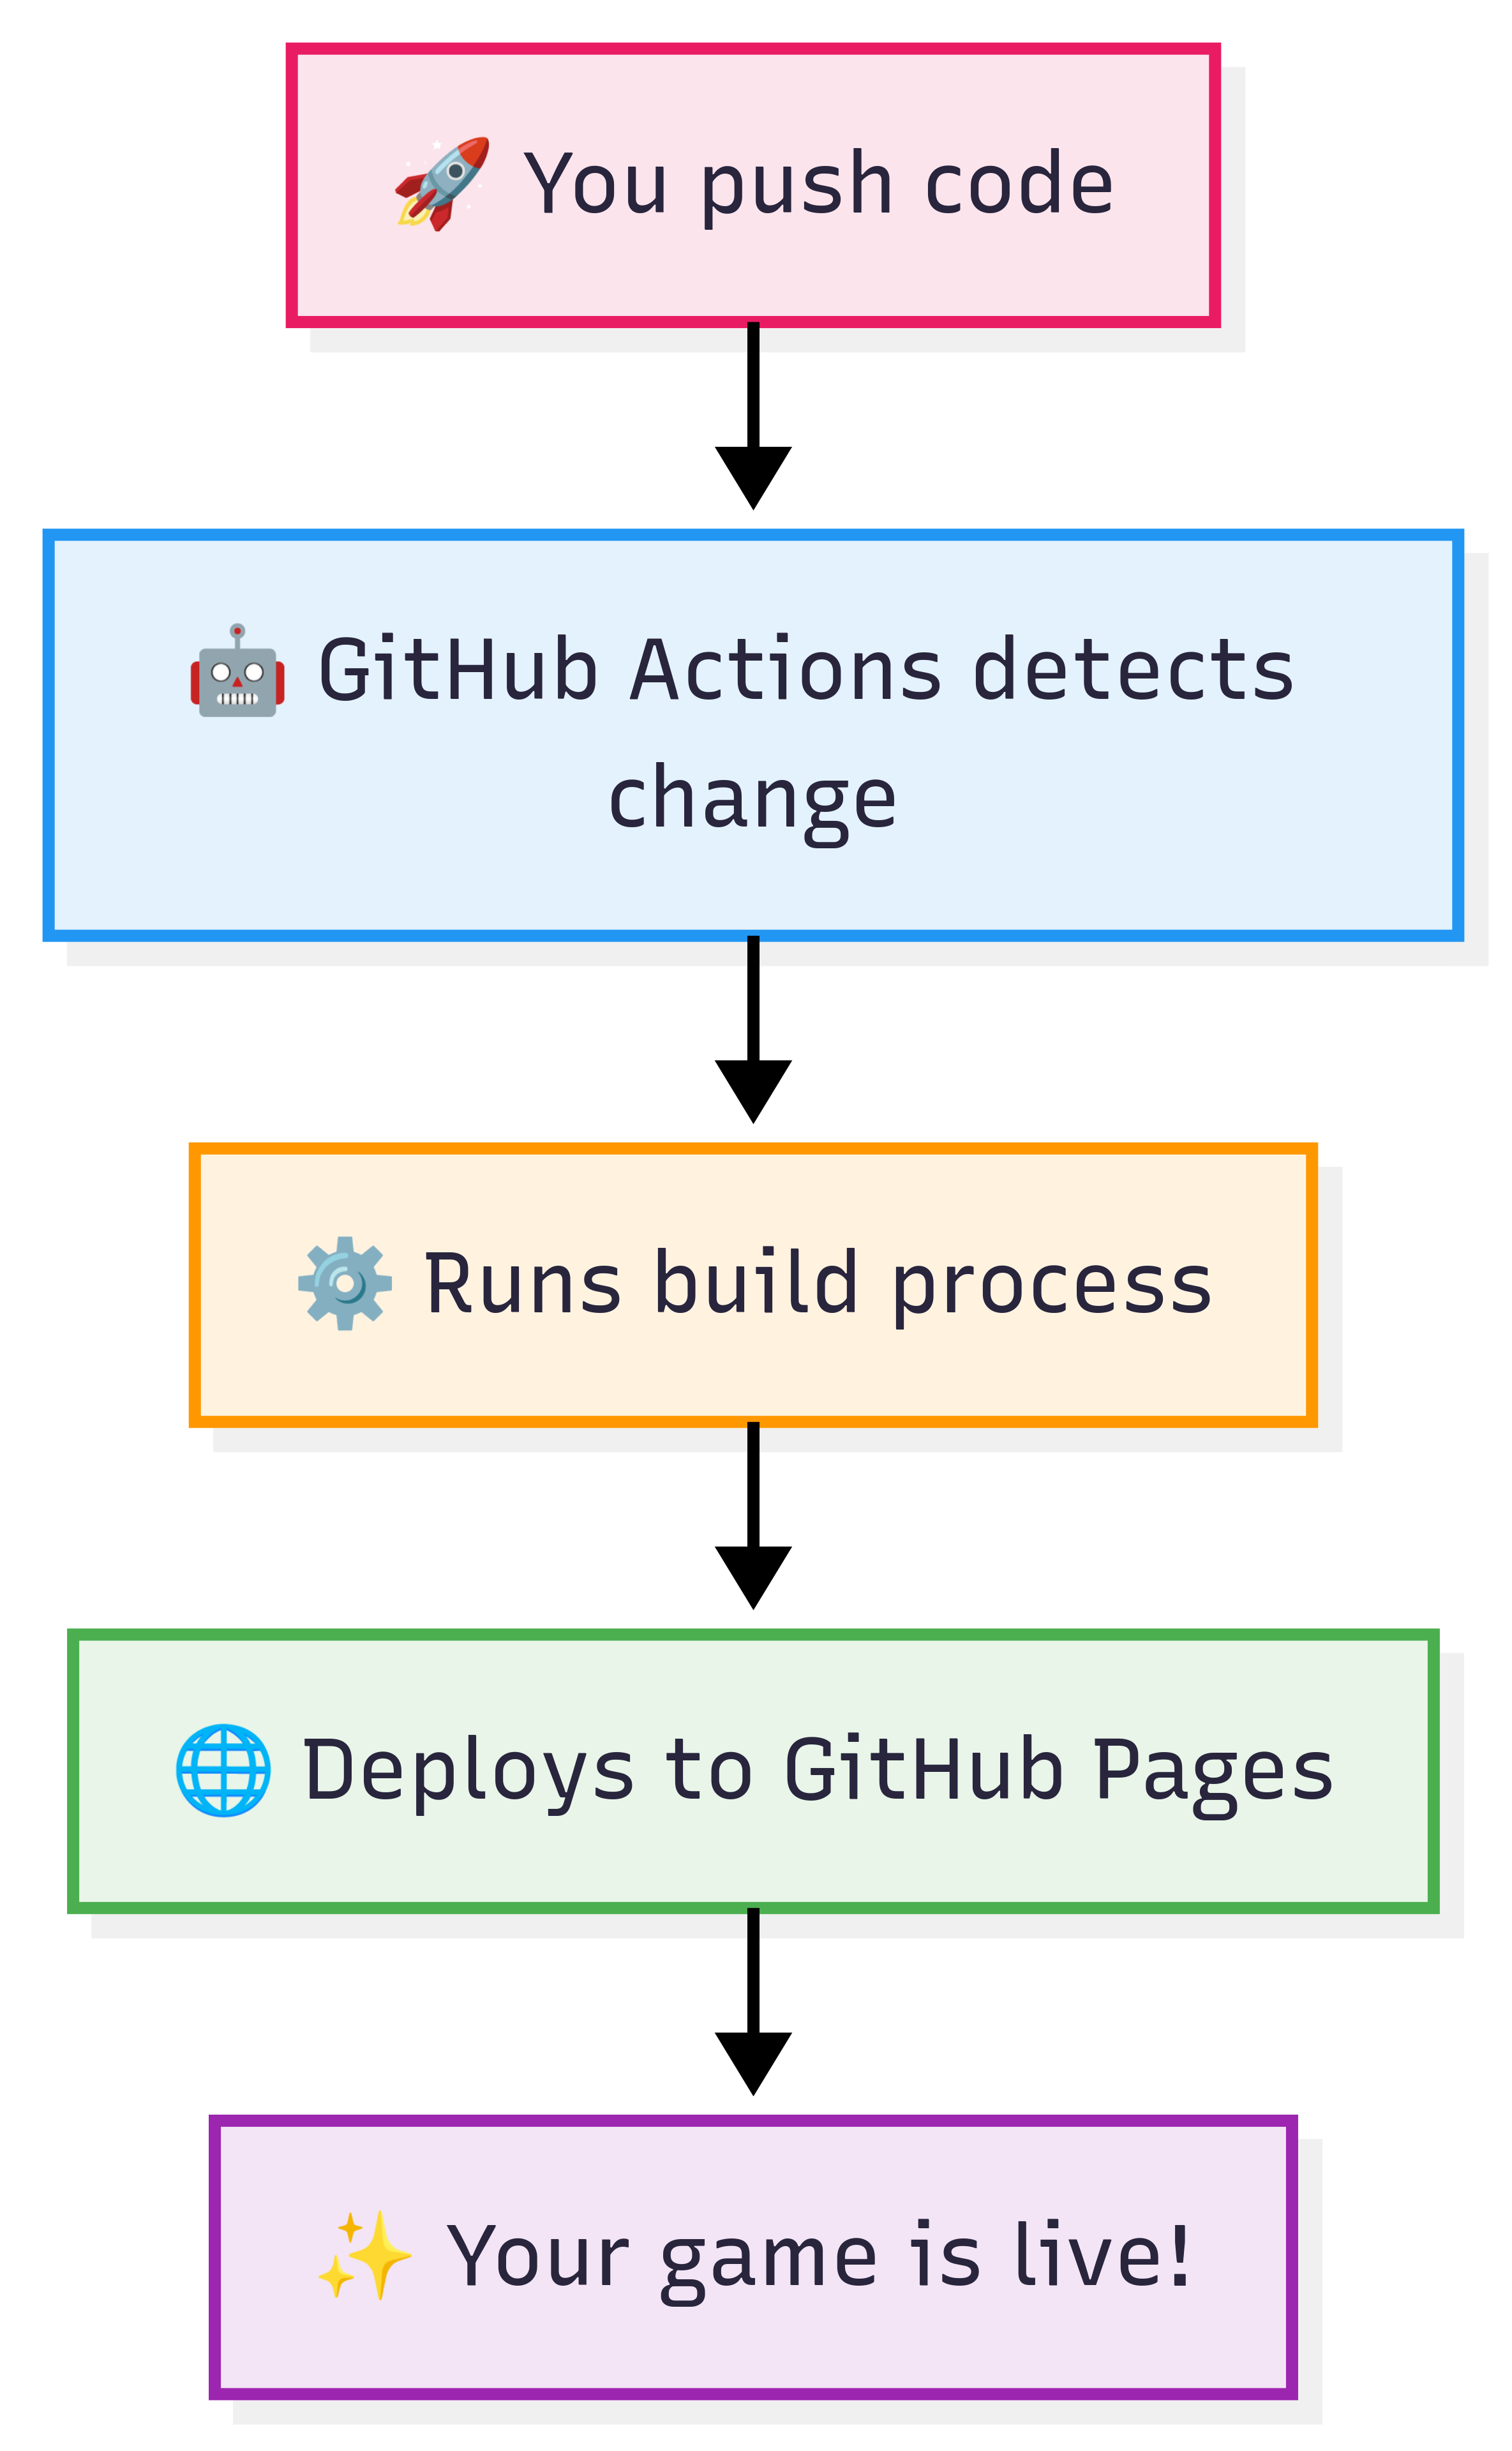 🚀 You push code
🤖 GitHub Actions detects
change
⚙️ Runs build process
🌐 Deploys to GitHub Pages
✨ Your game is live!